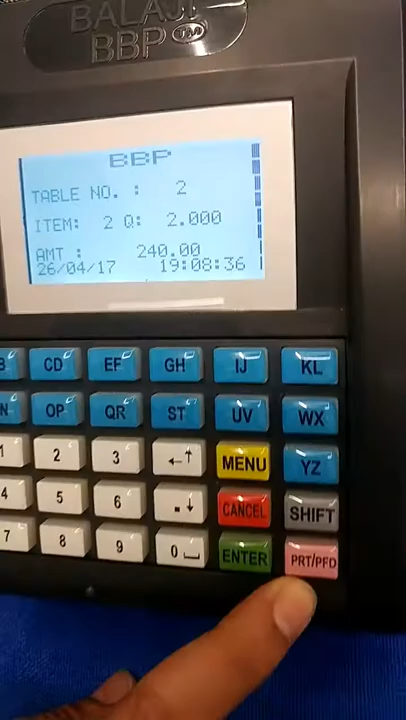 BALAJI
BBP TM
BBP
TABLE NO. : 2
ITEM: 2 Q: 2.000
AMT : 240.00
26/04/17 19:08:36
B CD EF GH IJ KL
N OP QR ST UV WX
1 2 3 ←↑ MENU YZ
4 5 6 .↓ CANCEL SHIFT
7 8 9 0 ENTER PRT/PFD